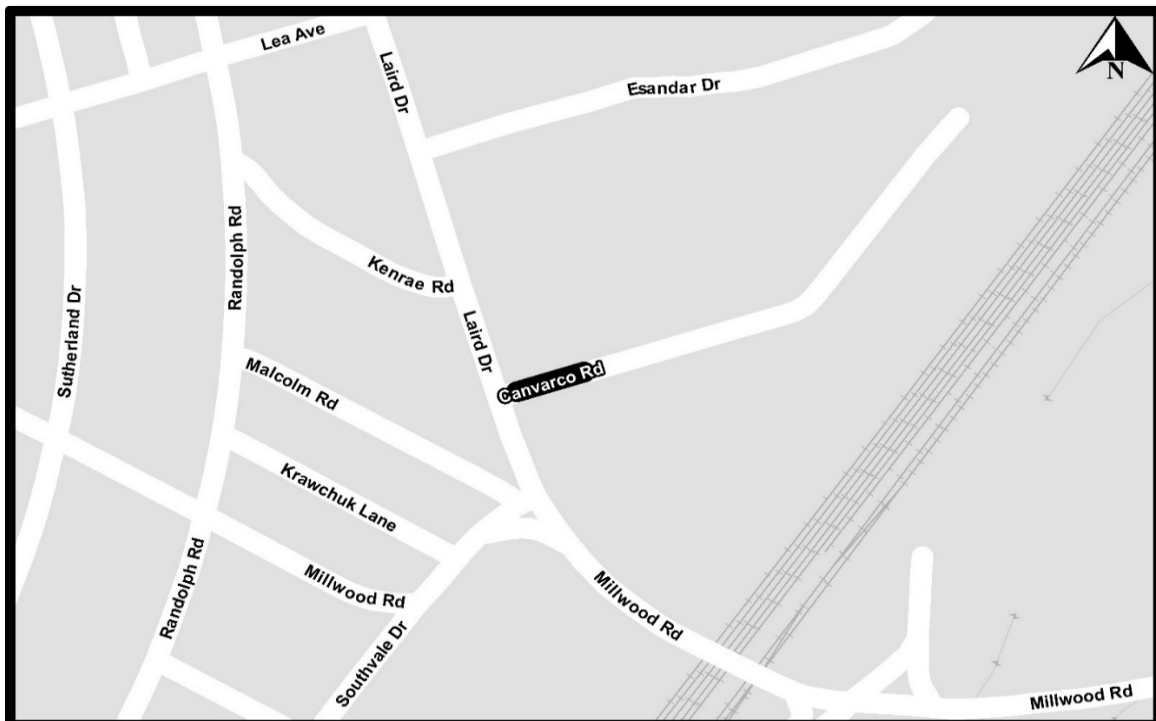 Lea Ave
Laird Dr
Esandar Dr
N
Randolph Rd
Kenrae Rd
Sutherland Dr
Laird Dr
Malcolm Rd
Canvarco Rd
Krawchuk Lane
Millwood Rd
Randolph Rd
Southvale Dr
Millwood Rd
Millwood Rd